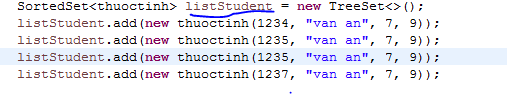 SortedSet<thuoctinh> listStudent = new TreeSet<>();
listStudent.add(new thuoctinh(1234, "van an", 7, 9));
listStudent.add(new thuoctinh(1235, "van an", 7, 9));
listStudent.add(new thuoctinh(1235, "van an", 7, 9));
listStudent.add(new thuoctinh(1237, "van an", 7, 9));